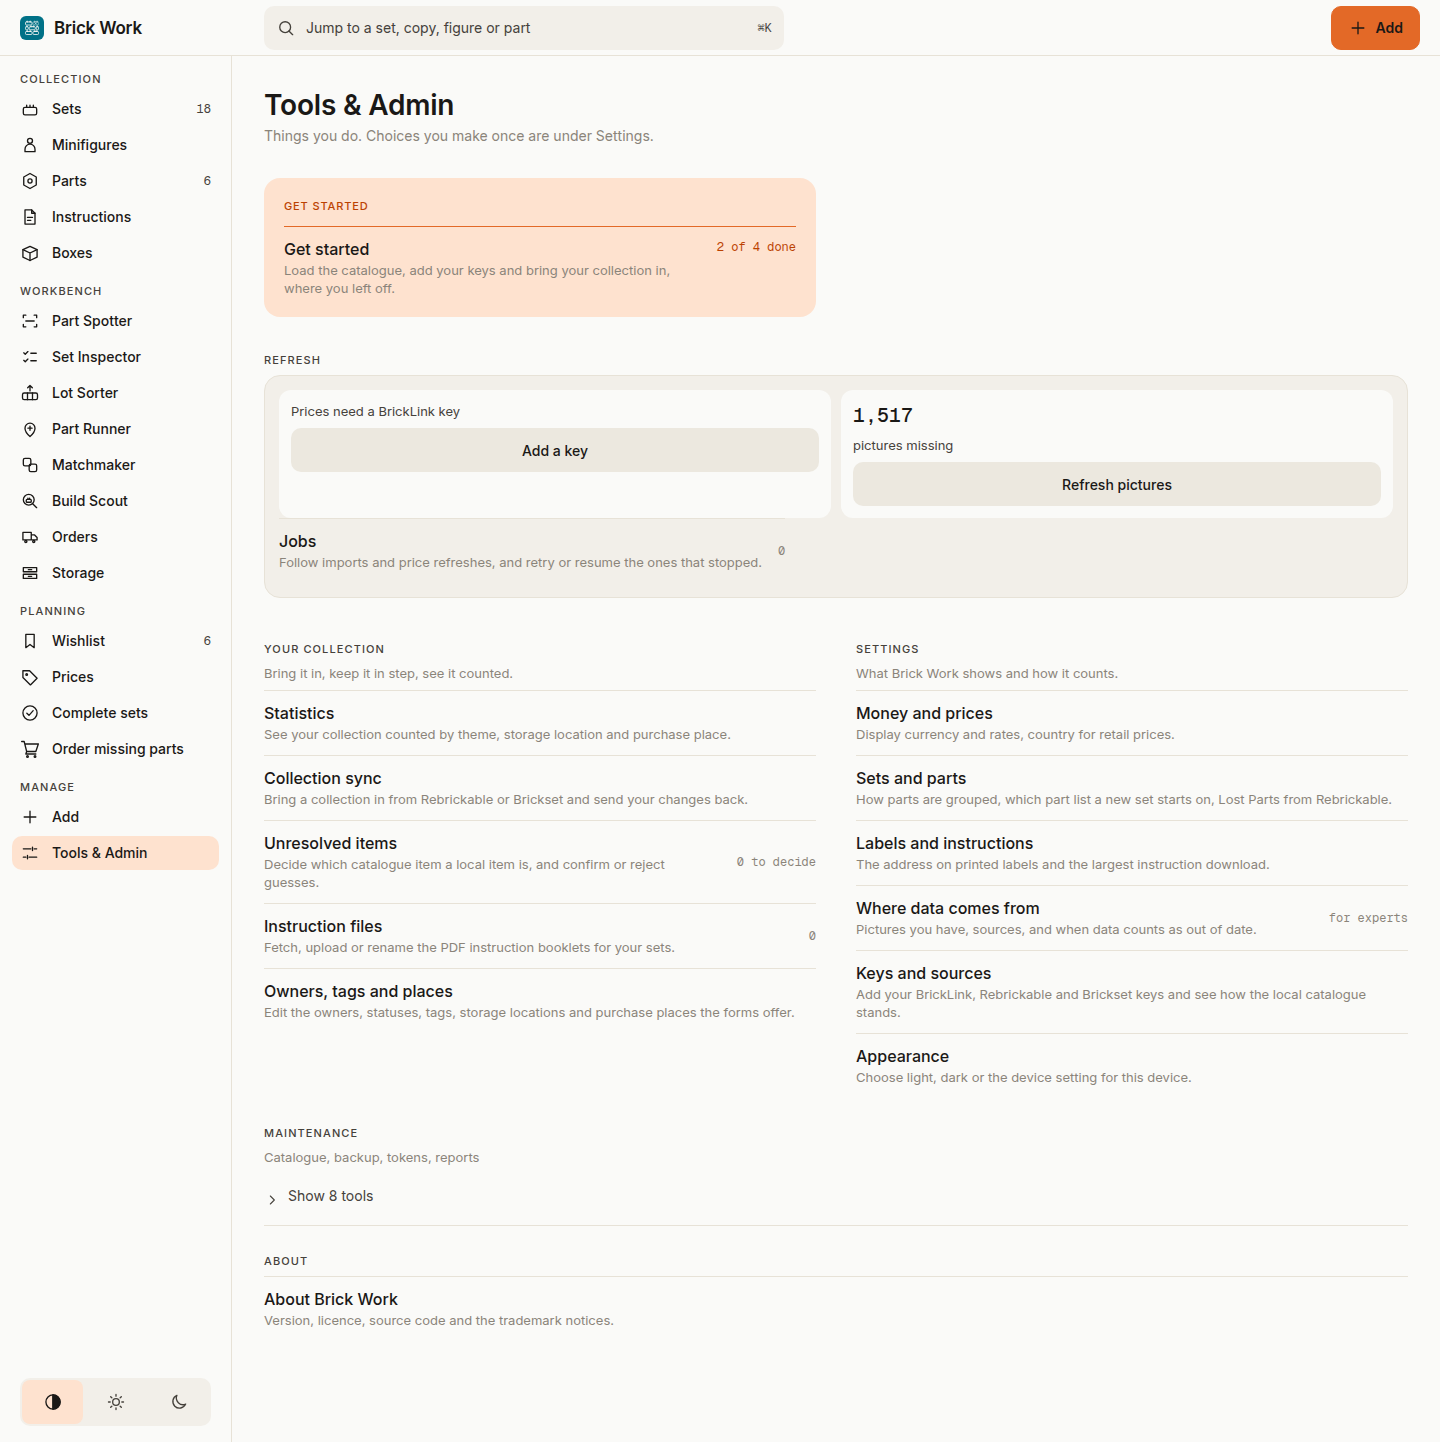 Brick Work
Jump to a set, copy, figure or part
⌘K
Add
COLLECTION
Sets 18
Minifigures
Parts 6
Instructions
Boxes
WORKBENCH
Part Spotter
Set Inspector
Lot Sorter
Part Runner
Matchmaker
Build Scout
Orders
Storage
PLANNING
Wishlist 6
Prices
Complete sets
Order missing parts
MANAGE
Add
Tools & Admin
Tools & Admin
Things you do. Choices you make once are under Settings.
GET STARTED
Get started 2 of 4 done
Load the catalogue, add your keys and bring your collection in,
where you left off.
REFRESH
Prices need a BrickLink key
Add a key
1,517
pictures missing
Refresh pictures
Jobs
Follow imports and price refreshes, and retry or resume the ones that stopped. 0
YOUR COLLECTION
Bring it in, keep it in step, see it counted.
Statistics
See your collection counted by theme, storage location and purchase place.
Collection sync
Bring a collection in from Rebrickable or Brickset and send your changes back.
Unresolved items
Decide which catalogue item a local item is, and confirm or reject
guesses.
0 to decide
Instruction files
Fetch, upload or rename the PDF instruction booklets for your sets.
0
Owners, tags and places
Edit the owners, statuses, tags, storage locations and purchase places the forms offer.
SETTINGS
What Brick Work shows and how it counts.
Money and prices
Display currency and rates, country for retail prices.
Sets and parts
How parts are grouped, which part list a new set starts on, Lost Parts from Rebrickable.
Labels and instructions
The address on printed labels and the largest instruction download.
Where data comes from
Pictures you have, sources, and when data counts as out of date.
for experts
Keys and sources
Add your BrickLink, Rebrickable and Brickset keys and see how the local catalogue
stands.
Appearance
Choose light, dark or the device setting for this device.
MAINTENANCE
Catalogue, backup, tokens, reports
Show 8 tools
ABOUT
About Brick Work
Version, licence, source code and the trademark notices.